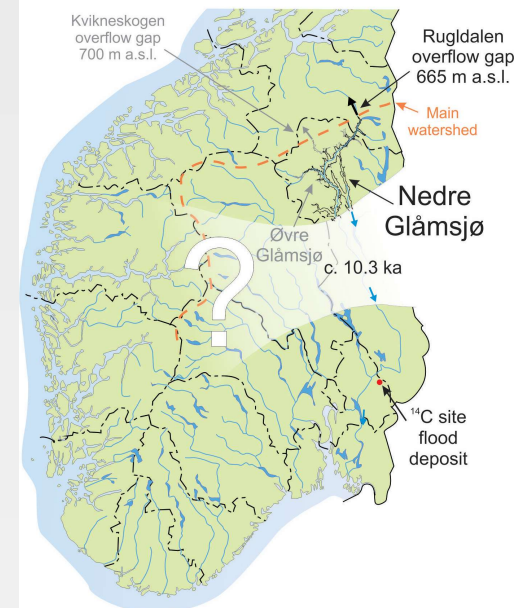 Kvikneskogen
overflow gap
700 m a.s.l.
Rugldalen
overflow gap
665 m a.s.l.
Main
watershed
Nedre
Glåmsjø
Øvre
Glåmsjø
?
c. 10.3 ka
¹⁴C site
flood
deposit